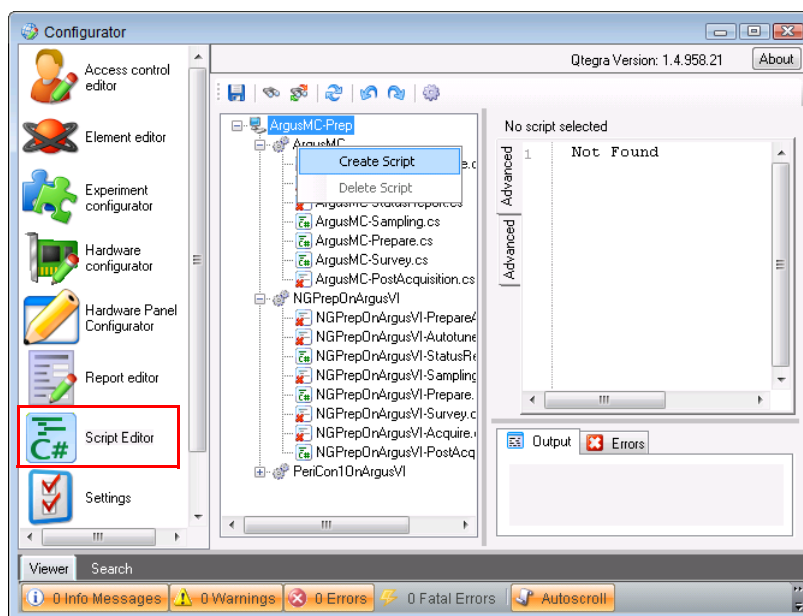 Configurator
Qtegra Version: 1.4.958.21
About
Access control
editor
Element editor
Experiment
configurator
Hardware
configurator
Hardware Panel
Configurator
Report editor
C#
Script Editor
Settings
ArgusMC-Prep
ArgusMC
Create Script
Delete Script
ArgusMC-StatusReport.cs
ArgusMC-Sampling.cs
ArgusMC-Prepare.cs
ArgusMC-Survey.cs
ArgusMC-PostAcquisition.cs
NGPrepOnArgusVI
NGPrepOnArgusVI-PrepareA
NGPrepOnArgusVI-Autotune
NGPrepOnArgusVI-StatusRe
NGPrepOnArgusVI-Sampling
NGPrepOnArgusVI-Prepare.
NGPrepOnArgusVI-Survey.c
NGPrepOnArgusVI-Acquire.
NGPrepOnArgusVI-PostAcq
PeriCon10nArgusVI
No script selected
Advanced
Advanced
1 Not Found
Output Errors
Viewer Search
0 Info Messages 0 Warnings 0 Errors 0 Fatal Errors Autoscroll